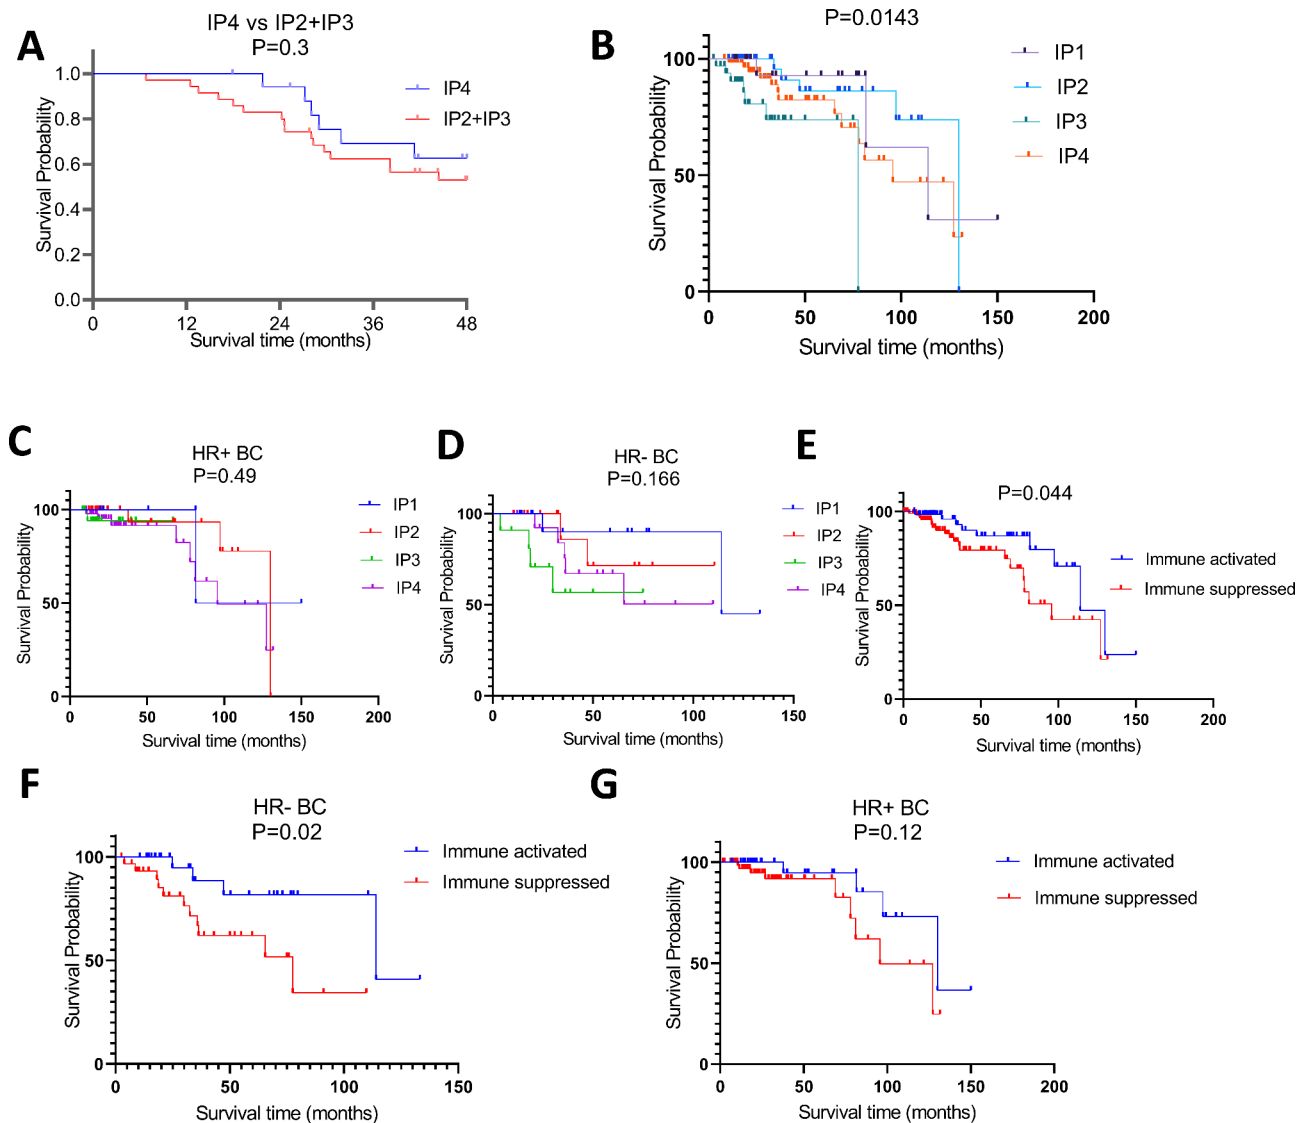 A
IP4 vs IP2+IP3
P=0.3
1.0
0.8
0.6
0.4
0.2
0.0
Survival Probability
0 12 24 36 48
Survival time (months)
IP4
IP2+IP3
B
P=0.0143
100
50
0
Survival Probability
0 50 100 150 200
Survival time (months)
IP1
IP2
IP3
IP4
C
HR+ BC
P=0.49
100
50
0
Survival Probability
0 50 100 150 200
Survival time (months)
IP1
IP2
IP3
IP4
D
HR- BC
P=0.166
100
50
0
Survival Probability
0 50 100 150
Survival time (months)
IP1
IP2
IP3
IP4
E
P=0.044
100
50
0
Survival Probability
0 50 100 150 200
Survival time (months)
Immune activated
Immune suppressed
F
HR- BC
P=0.02
100
50
0
Survival Probability
0 50 100 150
Survival time (months)
Immune activated
Immune suppressed
G
HR+ BC
P=0.12
100
50
0
Survival Probability
0 50 100 150 200
Survival time (months)
Immune activated
Immune suppressed